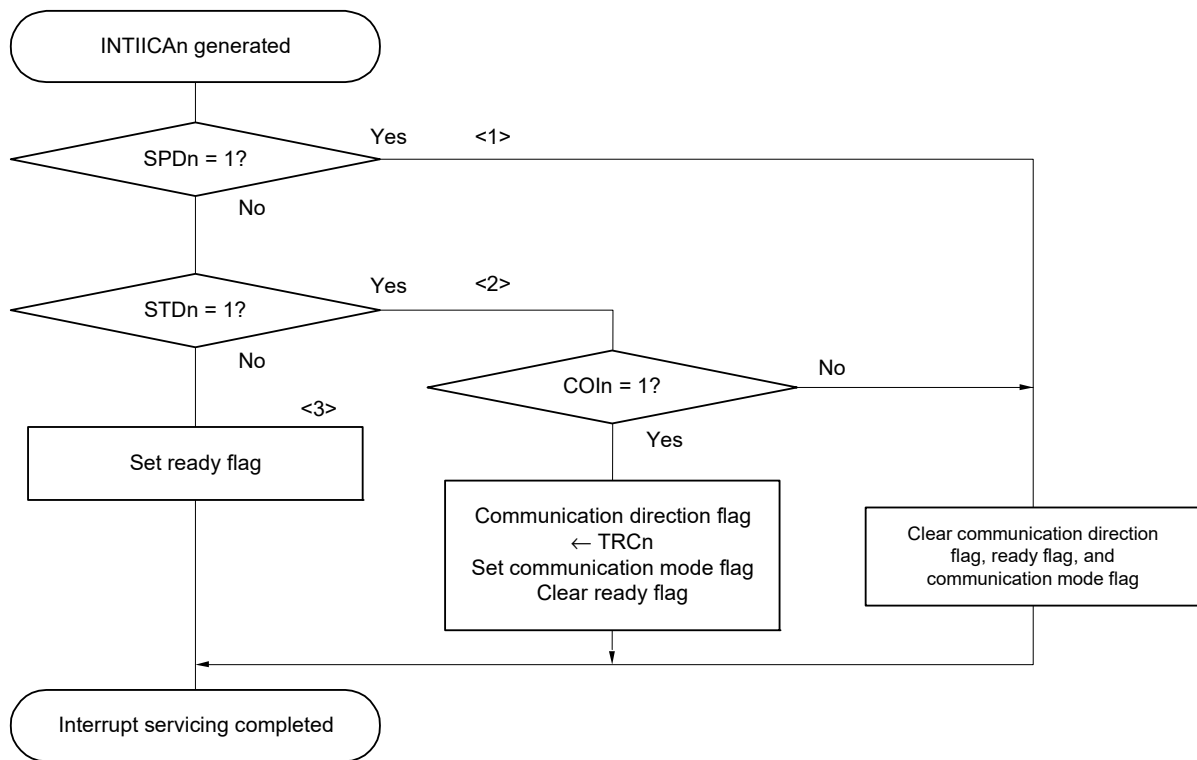 INTIICAn generated
Yes
<1>
SPDn = 1?
No
Yes
<2>
STDn = 1?
No
COIn = 1?
No
<3>
Yes
Set ready flag
Communication direction flag
← TRCn
Set communication mode flag
Clear ready flag
Clear communication direction
flag, ready flag, and
communication mode flag
Interrupt servicing completed